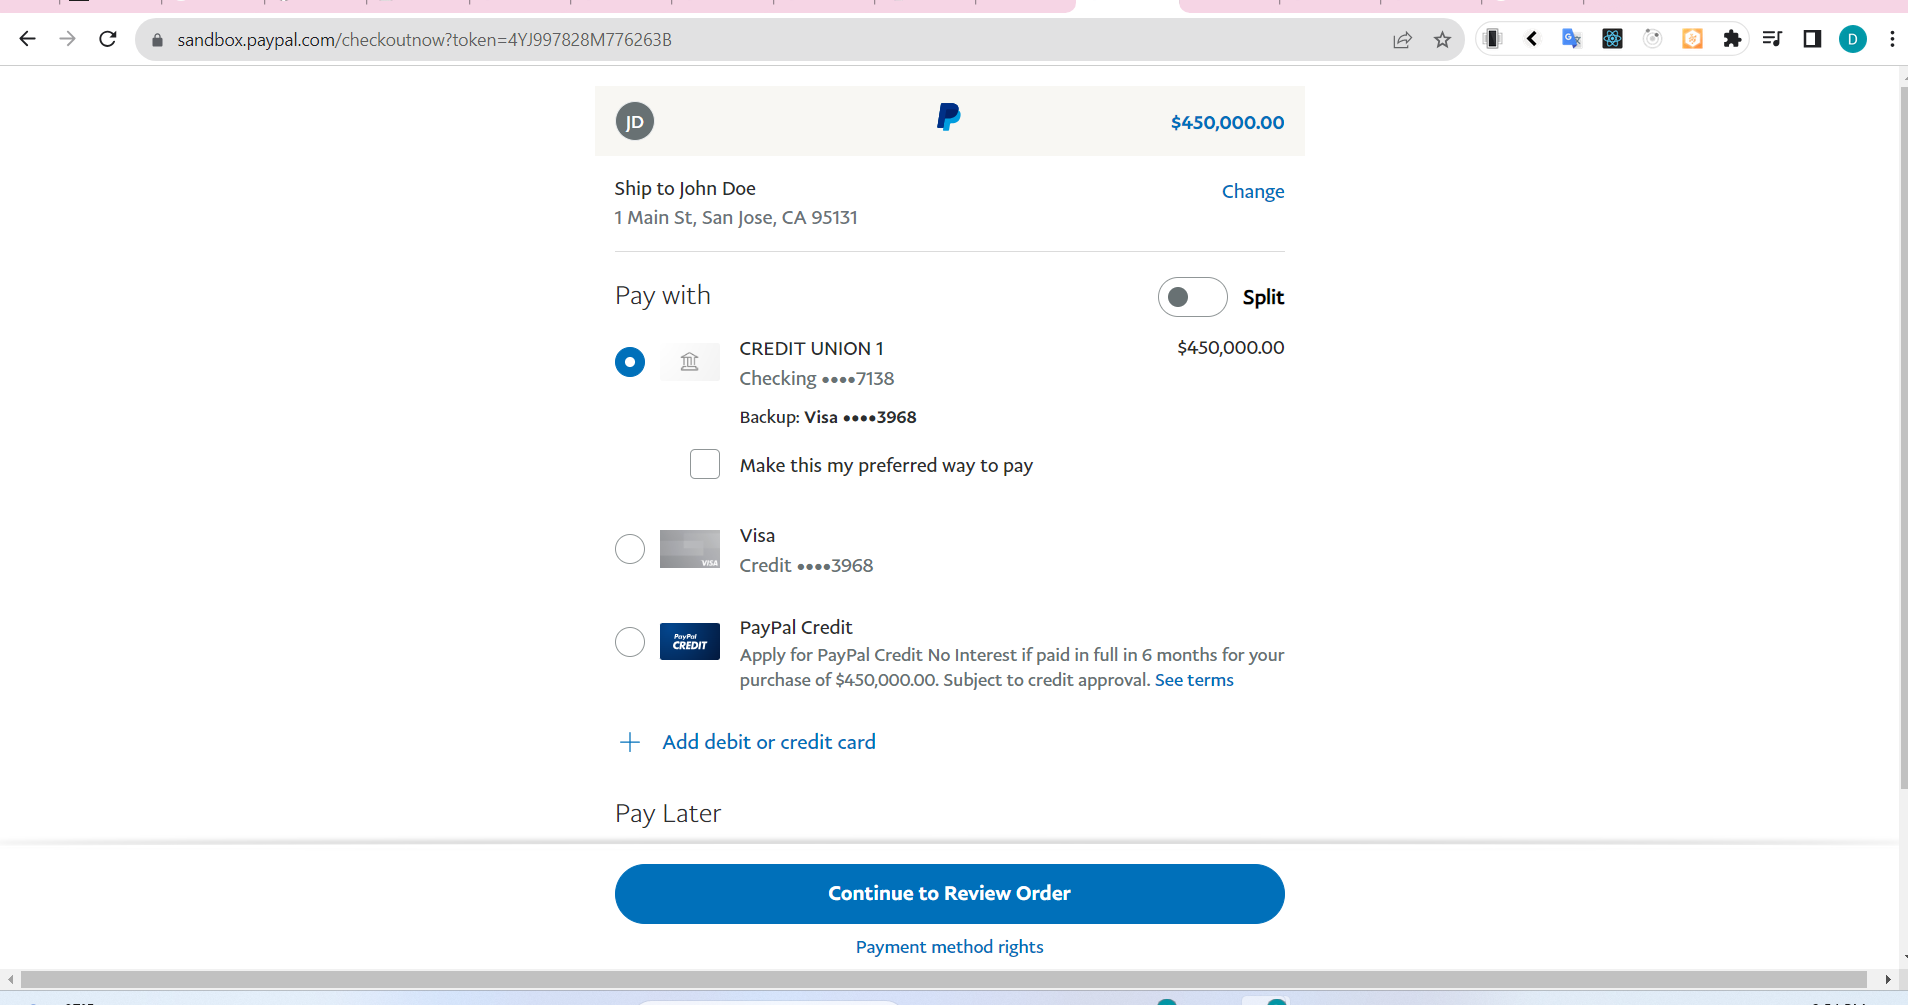 sandbox.paypal.com/checkoutnow?token=4YJ997828M776263B
D
JD
$450,000.00
Ship to John Doe
Change
1 Main St, San Jose, CA 95131
Pay with
Split
CREDIT UNION 1
$450,000.00
Checking ••••7138
Backup: Visa ••••3968
Make this my preferred way to pay
Visa
VISA
Credit ••••3968
PayPal Credit
PayPal
CREDIT
Apply for PayPal Credit No Interest if paid in full in 6 months for your
purchase of $450,000.00. Subject to credit approval. See terms
Add debit or credit card
Pay Later
Continue to Review Order
Payment method rights